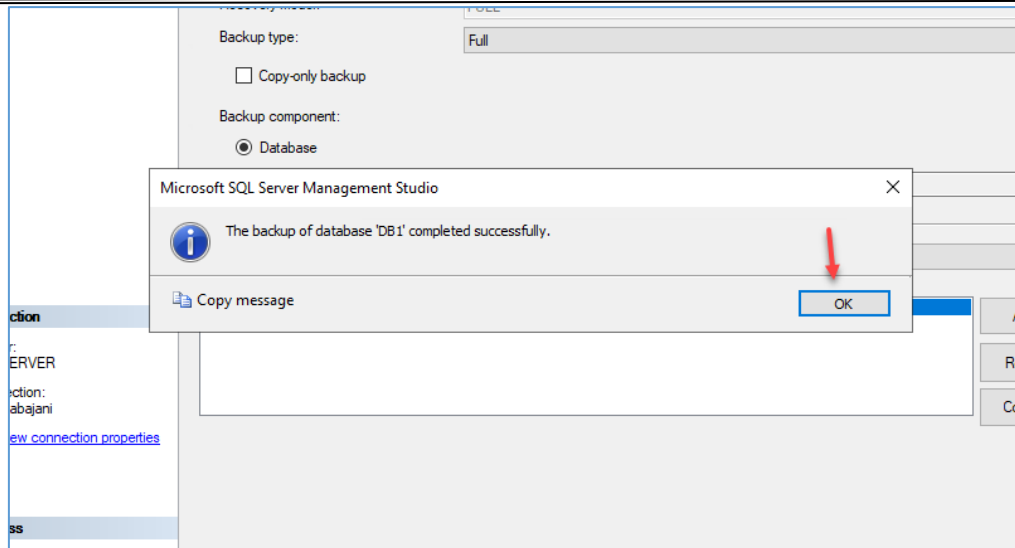 Backup type:
Full
Copy-only backup
Backup component:
Database
Microsoft SQL Server Management Studio
The backup of database 'DB1' completed successfully.
Copy message
OK
ction
r:
ERVER
ection:
abajani
ew connection properties
R
Co
ss